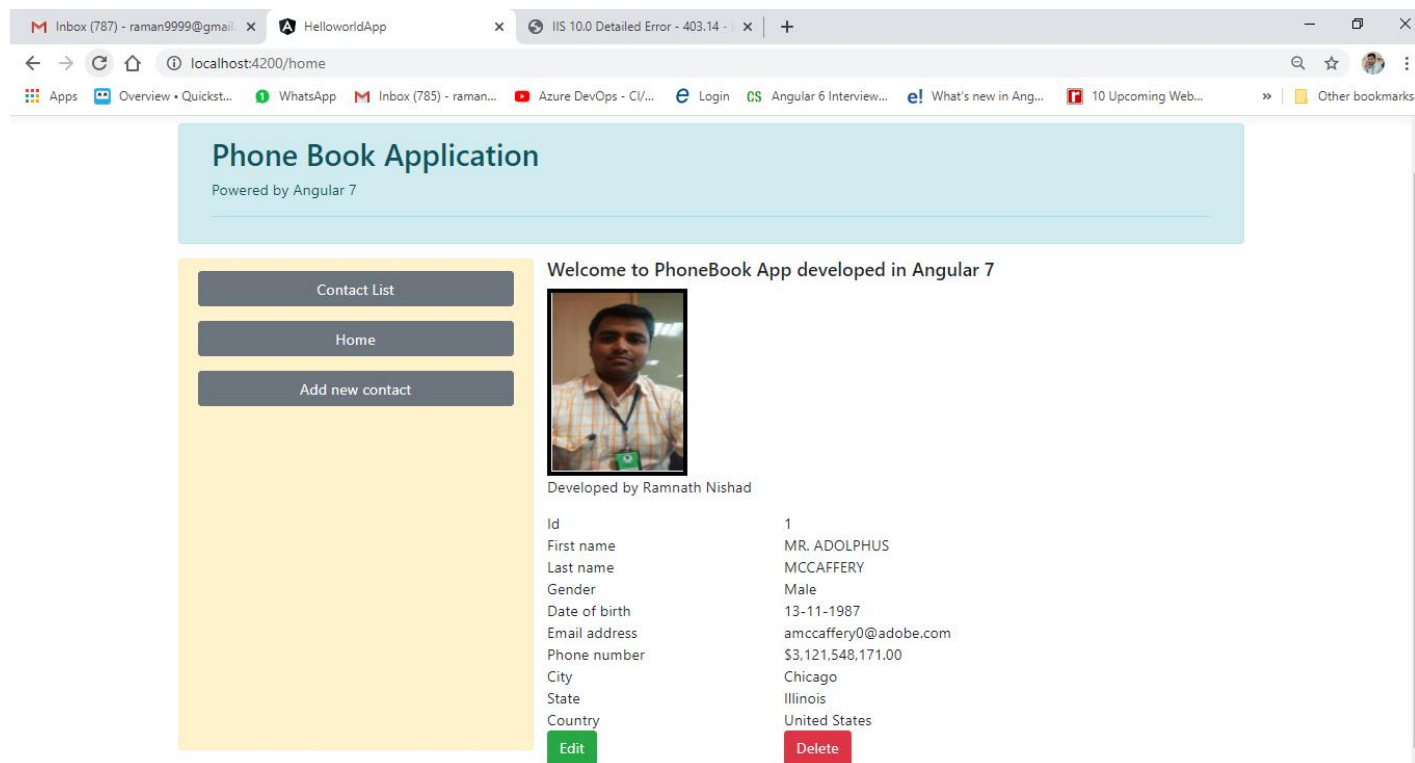 Inbox (787) - raman9999@gmail.
HelloworldApp
IIS 10.0 Detailed Error - 403.14 -
localhost:4200/home
Apps
Overview • Quickst...
WhatsApp
Inbox (785) - raman...
Azure DevOps - CI/...
Login
CS Angular 6 Interview...
e! What's new in Ang...
10 Upcoming Web...
»
Other bookmarks
Phone Book Application
Powered by Angular 7
Contact List
Home
Add new contact
Welcome to PhoneBook App developed in Angular 7
Developed by Ramnath Nishad
Id 1
First name MR. ADOLPHUS
Last name MCCAFFERY
Gender Male
Date of birth 13-11-1987
Email address amccaffery0@adobe.com
Phone number $3,121,548,171.00
City Chicago
State Illinois
Country United States
Edit Delete